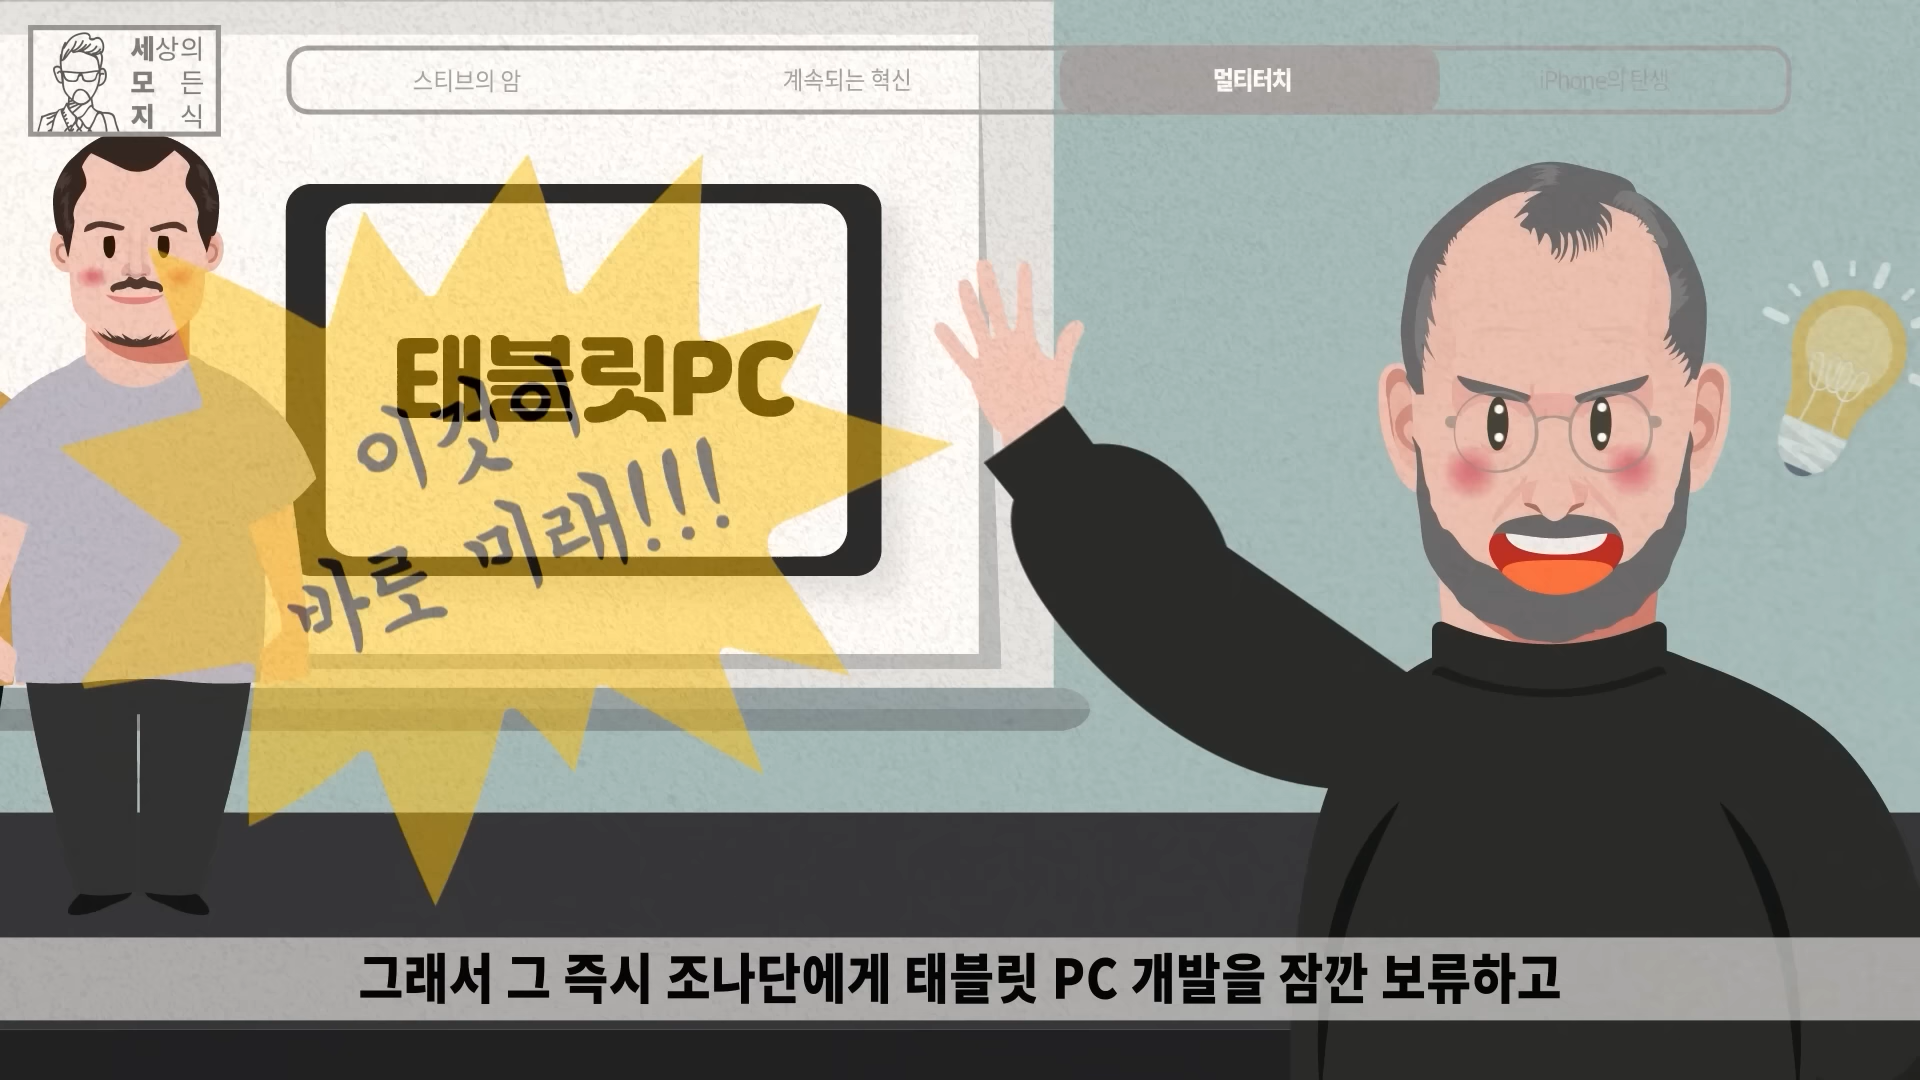 세상의
모든
지식
스티브의 암
계속되는 혁신
멀티터치
iPhone의 탄생
태블릿PC
이것이
바로 미래!!!
그래서 그 즉시 조나단에게 태블릿 PC 개발을 잠깐 보류하고